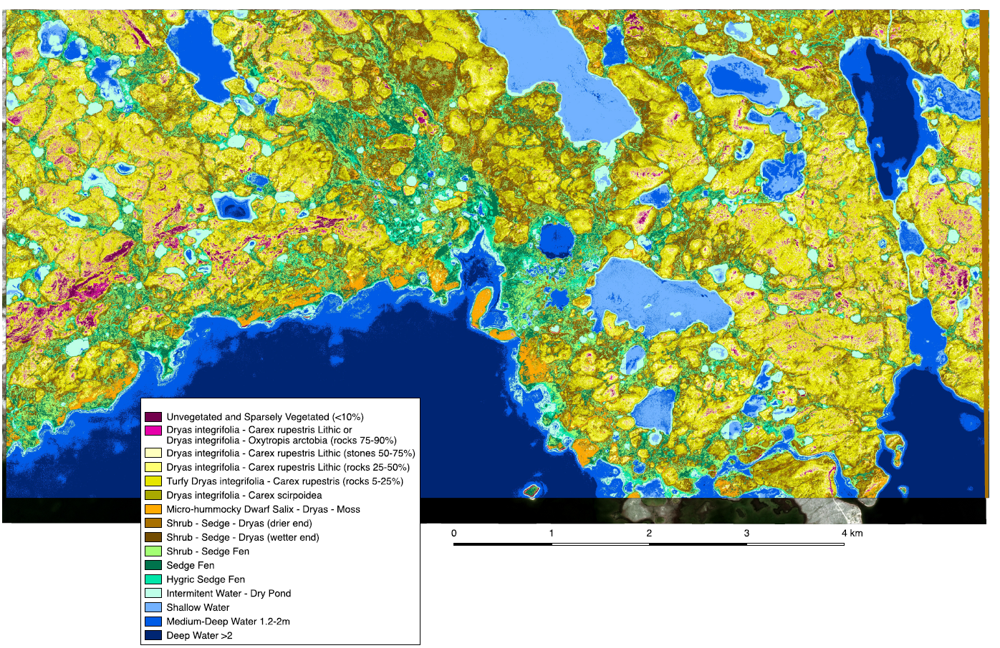 Unvegetated and Sparsely Vegetated (<10%)
Dryas integrifolia - Carex rupestris Lithic or
Dryas integrifolia - Oxytropis arctobia (rocks 75-90%)
Dryas integrifolia - Carex rupestris Lithic (stones 50-75%)
Dryas integrifolia - Carex rupestris Lithic (rocks 25-50%)
Turfy Dryas integrifolia - Carex rupestris (rocks 5-25%)
Dryas integrifolia - Carex scirpoidea
Micro-hummocky Dwarf Salix - Dryas - Moss
Shrub - Sedge - Dryas (drier end)
Shrub - Sedge - Dryas (wetter end)
Shrub - Sedge Fen
Sedge Fen
Hygric Sedge Fen
Intermitent Water - Dry Pond
Shallow Water
Medium-Deep Water 1.2-2m
Deep Water >2
0 1 2 3 4 km